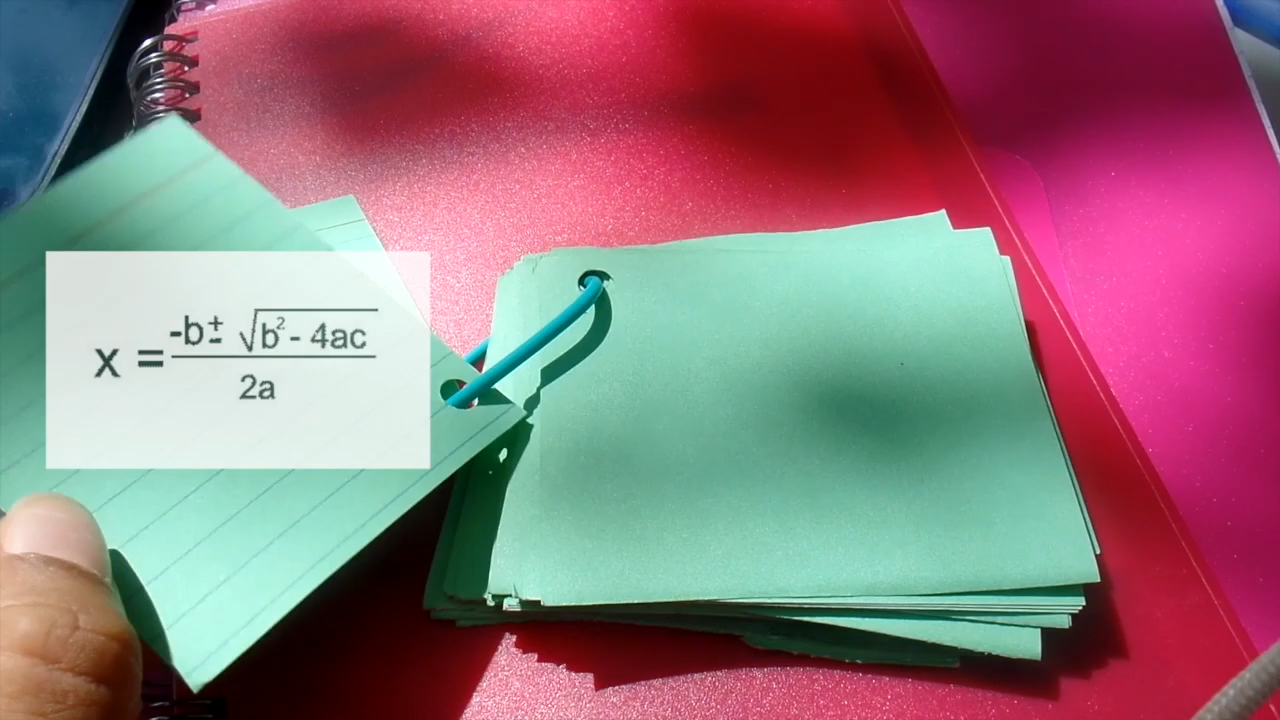 x = -b ± √(b² - 4ac) / 2a